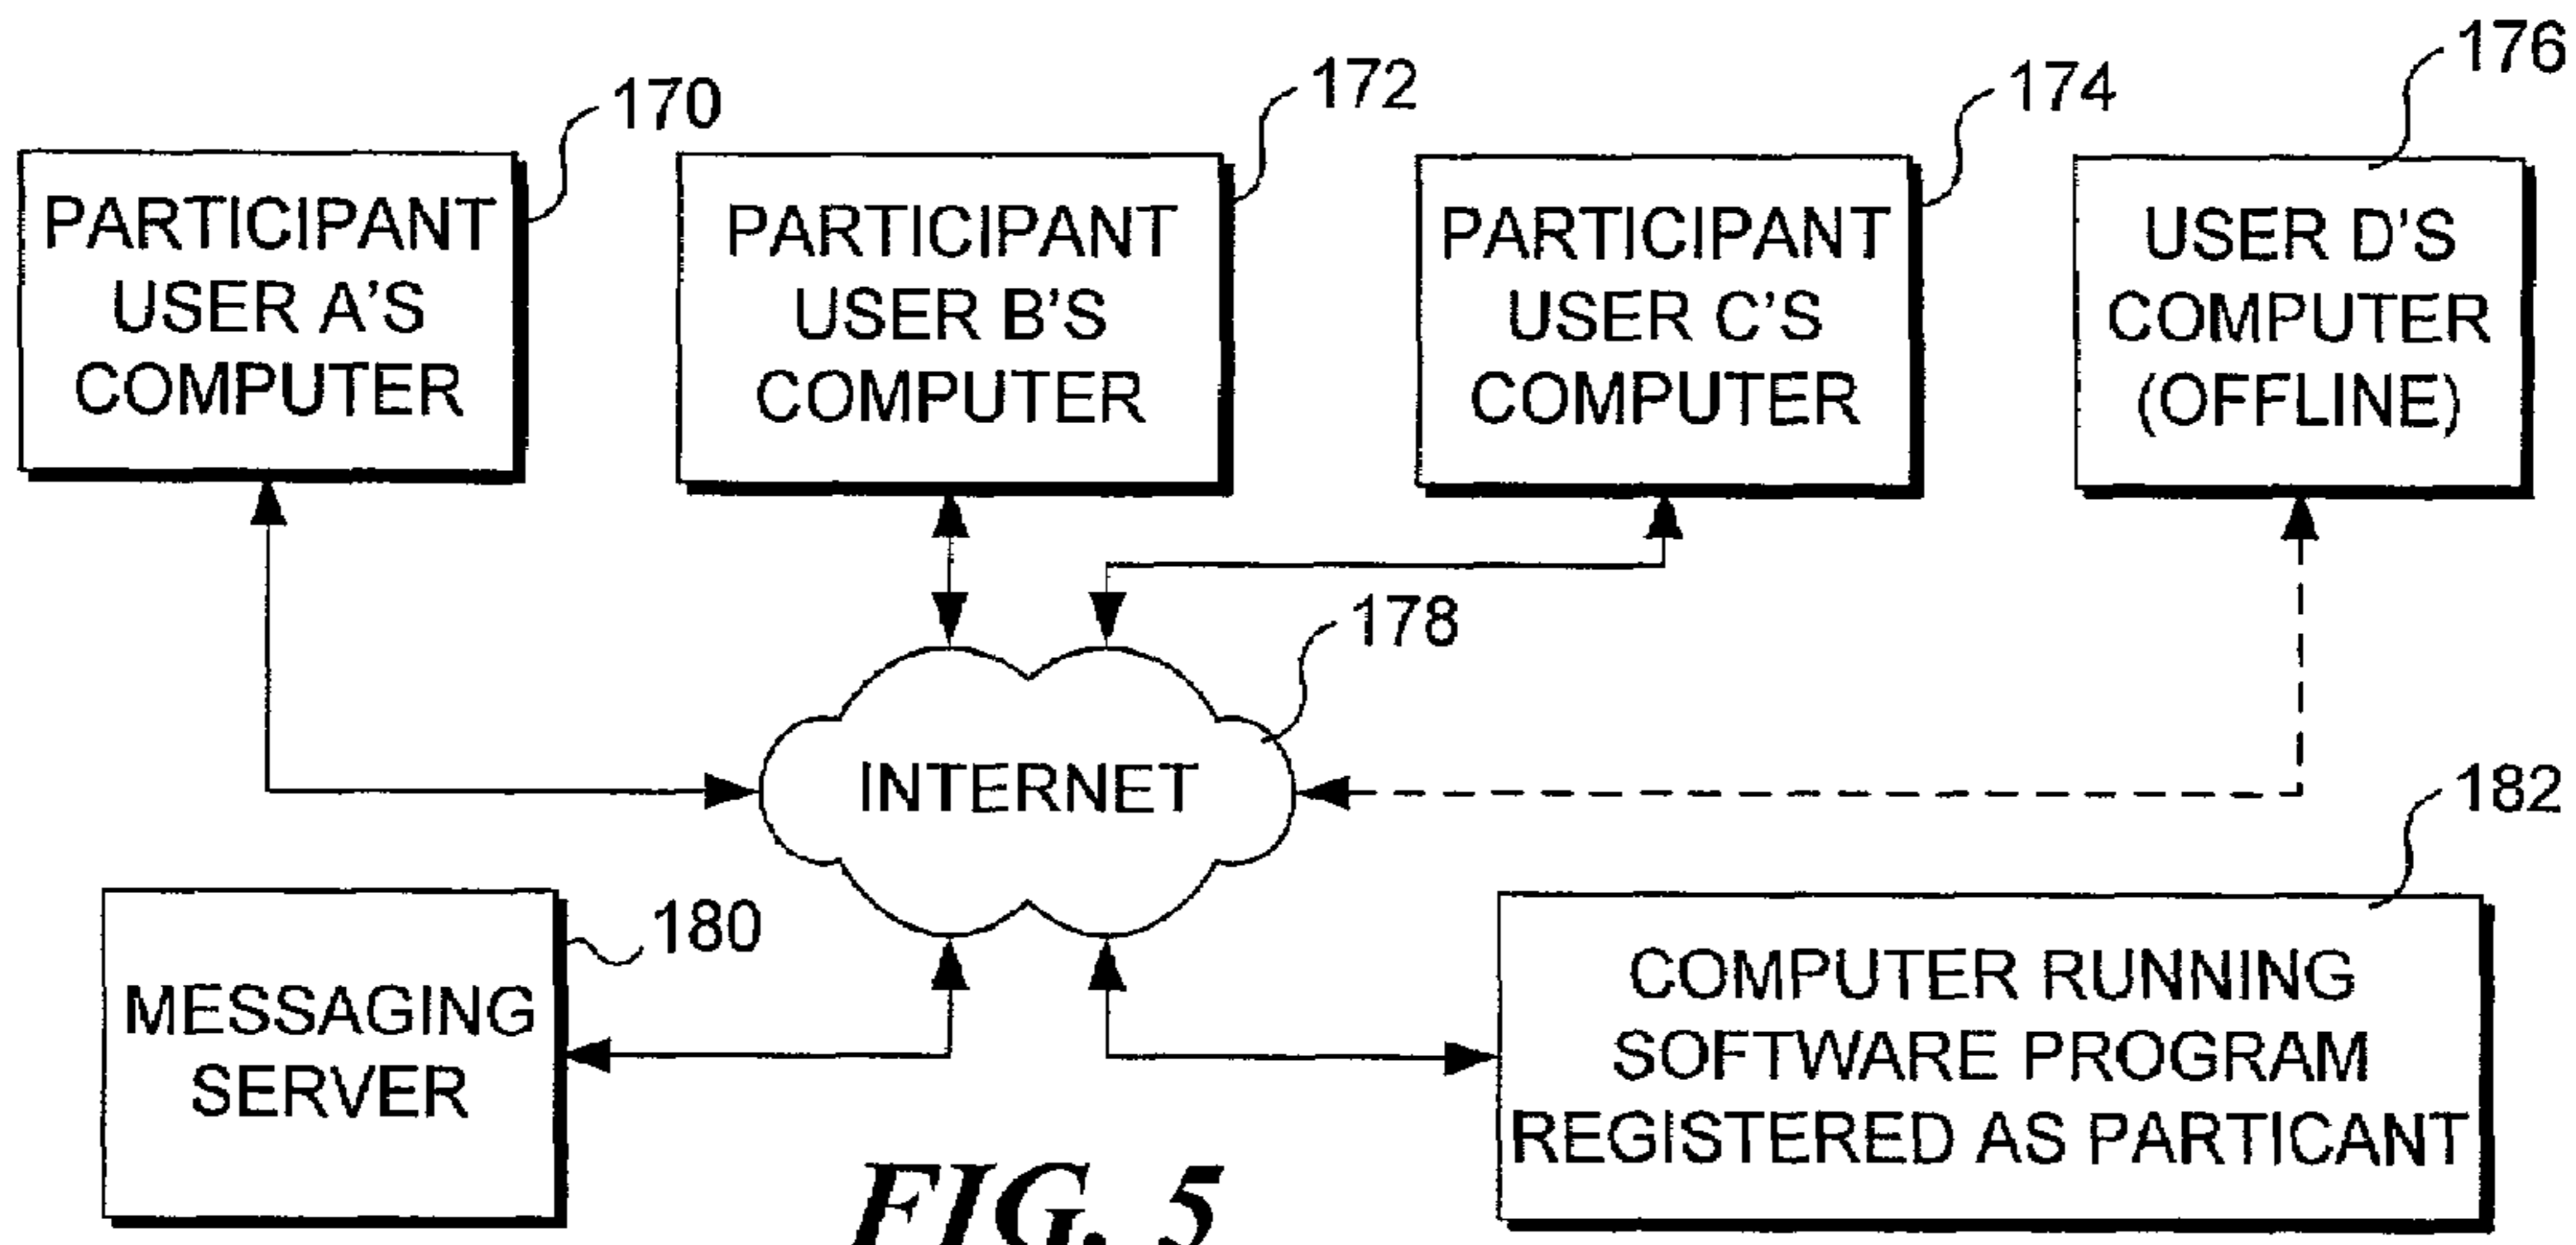 170
172
174
176
PARTICIPANT
USER A'S
COMPUTER
PARTICIPANT
USER B'S
COMPUTER
PARTICIPANT
USER C'S
COMPUTER
USER D'S
COMPUTER
(OFFLINE)
178
INTERNET
182
180
MESSAGING
SERVER
COMPUTER RUNNING
SOFTWARE PROGRAM
REGISTERED AS PARTICANT
FIG. 5